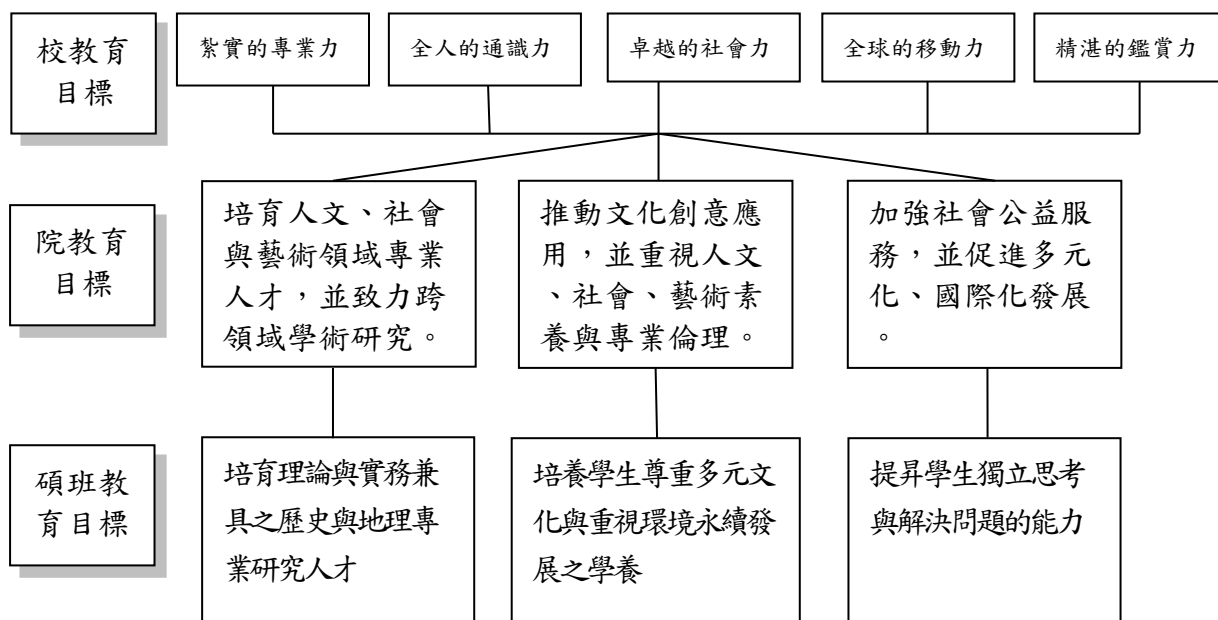 校教育
目標
紮實的專業力
全人的通識力
卓越的社會力
全球的移動力
精湛的鑑賞力
院教育
目標
培育人文、社會
與藝術領域專業
人才，並致力跨
領域學術研究。
推動文化創意應
用，並重視人文
、社會、藝術素
養與專業倫理。
加強社會公益服
務，並促進多元
化、國際化發展
。
碩班教
育目標
培育理論與實務兼
具之歷史與地理專
業研究人才
培養學生尊重多元文
化與重視環境永續發
展之學養
提昇學生獨立思考
與解決問題的能力